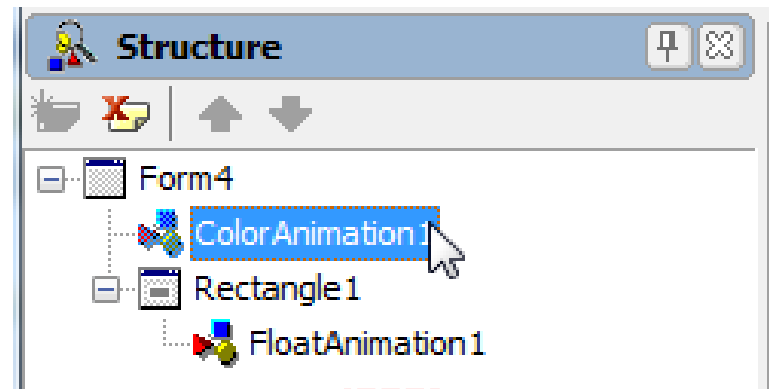 Structure
Form4
ColorAnimation1
Rectangle1
FloatAnimation1